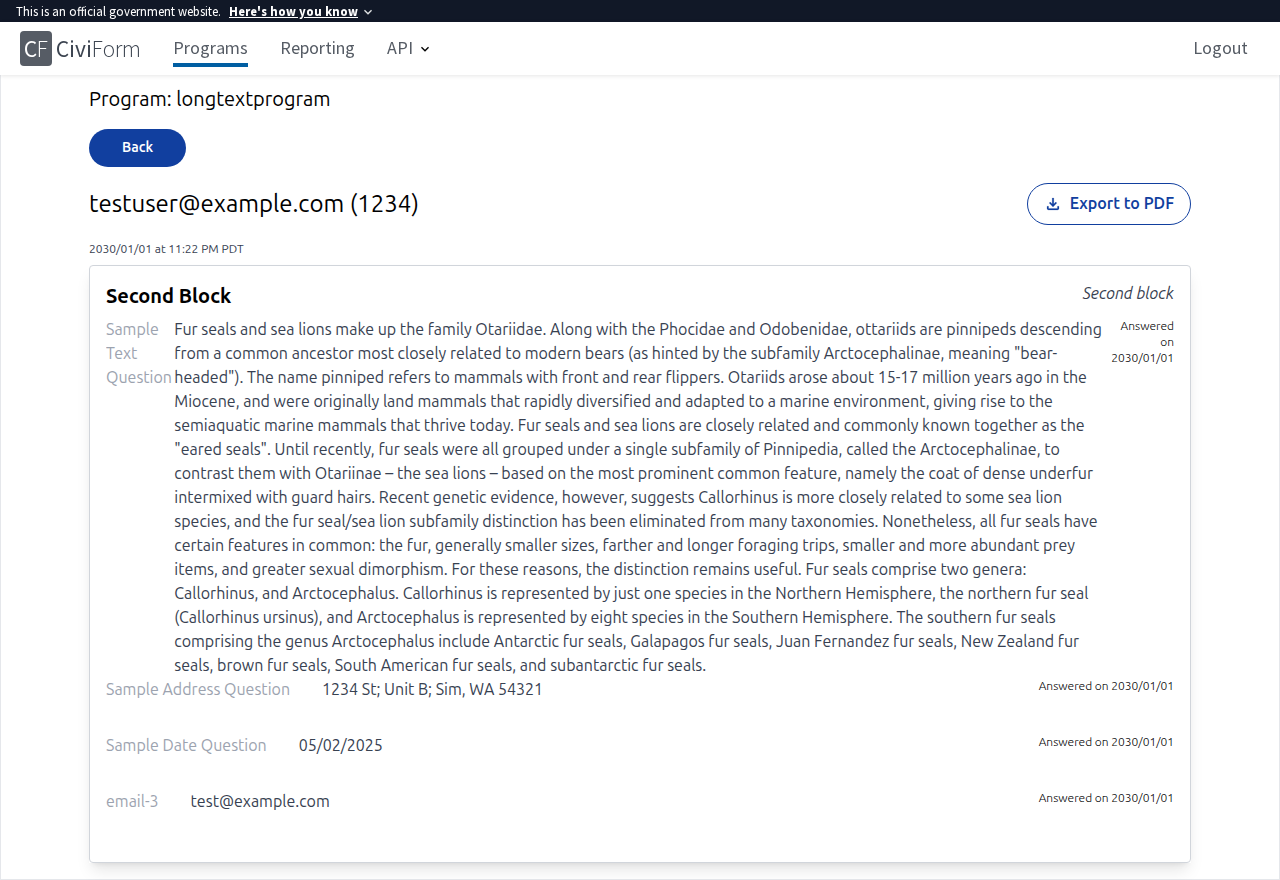 This is an official government website. Here's how you know
CF CiviForm Programs Reporting API Logout
Program: longtextprogram
Back
testuser@example.com (1234) Export to PDF
2030/01/01 at 11:22 PM PDT
Second Block Second block
Sample Text Question
Fur seals and sea lions make up the family Otariidae. Along with the Phocidae and Odobenidae, ottariids are pinnipeds descending
from a common ancestor most closely related to modern bears (as hinted by the subfamily Arctocephalinae, meaning "bear-
headed"). The name pinniped refers to mammals with front and rear flippers. Otariids arose about 15-17 million years ago in the
Miocene, and were originally land mammals that rapidly diversified and adapted to a marine environment, giving rise to the
semiaquatic marine mammals that thrive today. Fur seals and sea lions are closely related and commonly known together as the
"eared seals". Until recently, fur seals were all grouped under a single subfamily of Pinnipedia, called the Arctocephalinae, to
contrast them with Otariinae – the sea lions – based on the most prominent common feature, namely the coat of dense underfur
intermixed with guard hairs. Recent genetic evidence, however, suggests Callorhinus is more closely related to some sea lion
species, and the fur seal/sea lion subfamily distinction has been eliminated from many taxonomies. Nonetheless, all fur seals have
certain features in common: the fur, generally smaller sizes, farther and longer foraging trips, smaller and more abundant prey
items, and greater sexual dimorphism. For these reasons, the distinction remains useful. Fur seals comprise two genera:
Callorhinus, and Arctocephalus. Callorhinus is represented by just one species in the Northern Hemisphere, the northern fur seal
(Callorhinus ursinus), and Arctocephalus is represented by eight species in the Southern Hemisphere. The southern fur seals
comprising the genus Arctocephalus include Antarctic fur seals, Galapagos fur seals, Juan Fernandez fur seals, New Zealand fur
seals, brown fur seals, South American fur seals, and subantarctic fur seals.
Answered
on
2030/01/01
Sample Address Question 1234 St; Unit B; Sim, WA 54321 Answered on 2030/01/01
Sample Date Question 05/02/2025 Answered on 2030/01/01
email-3 test@example.com Answered on 2030/01/01